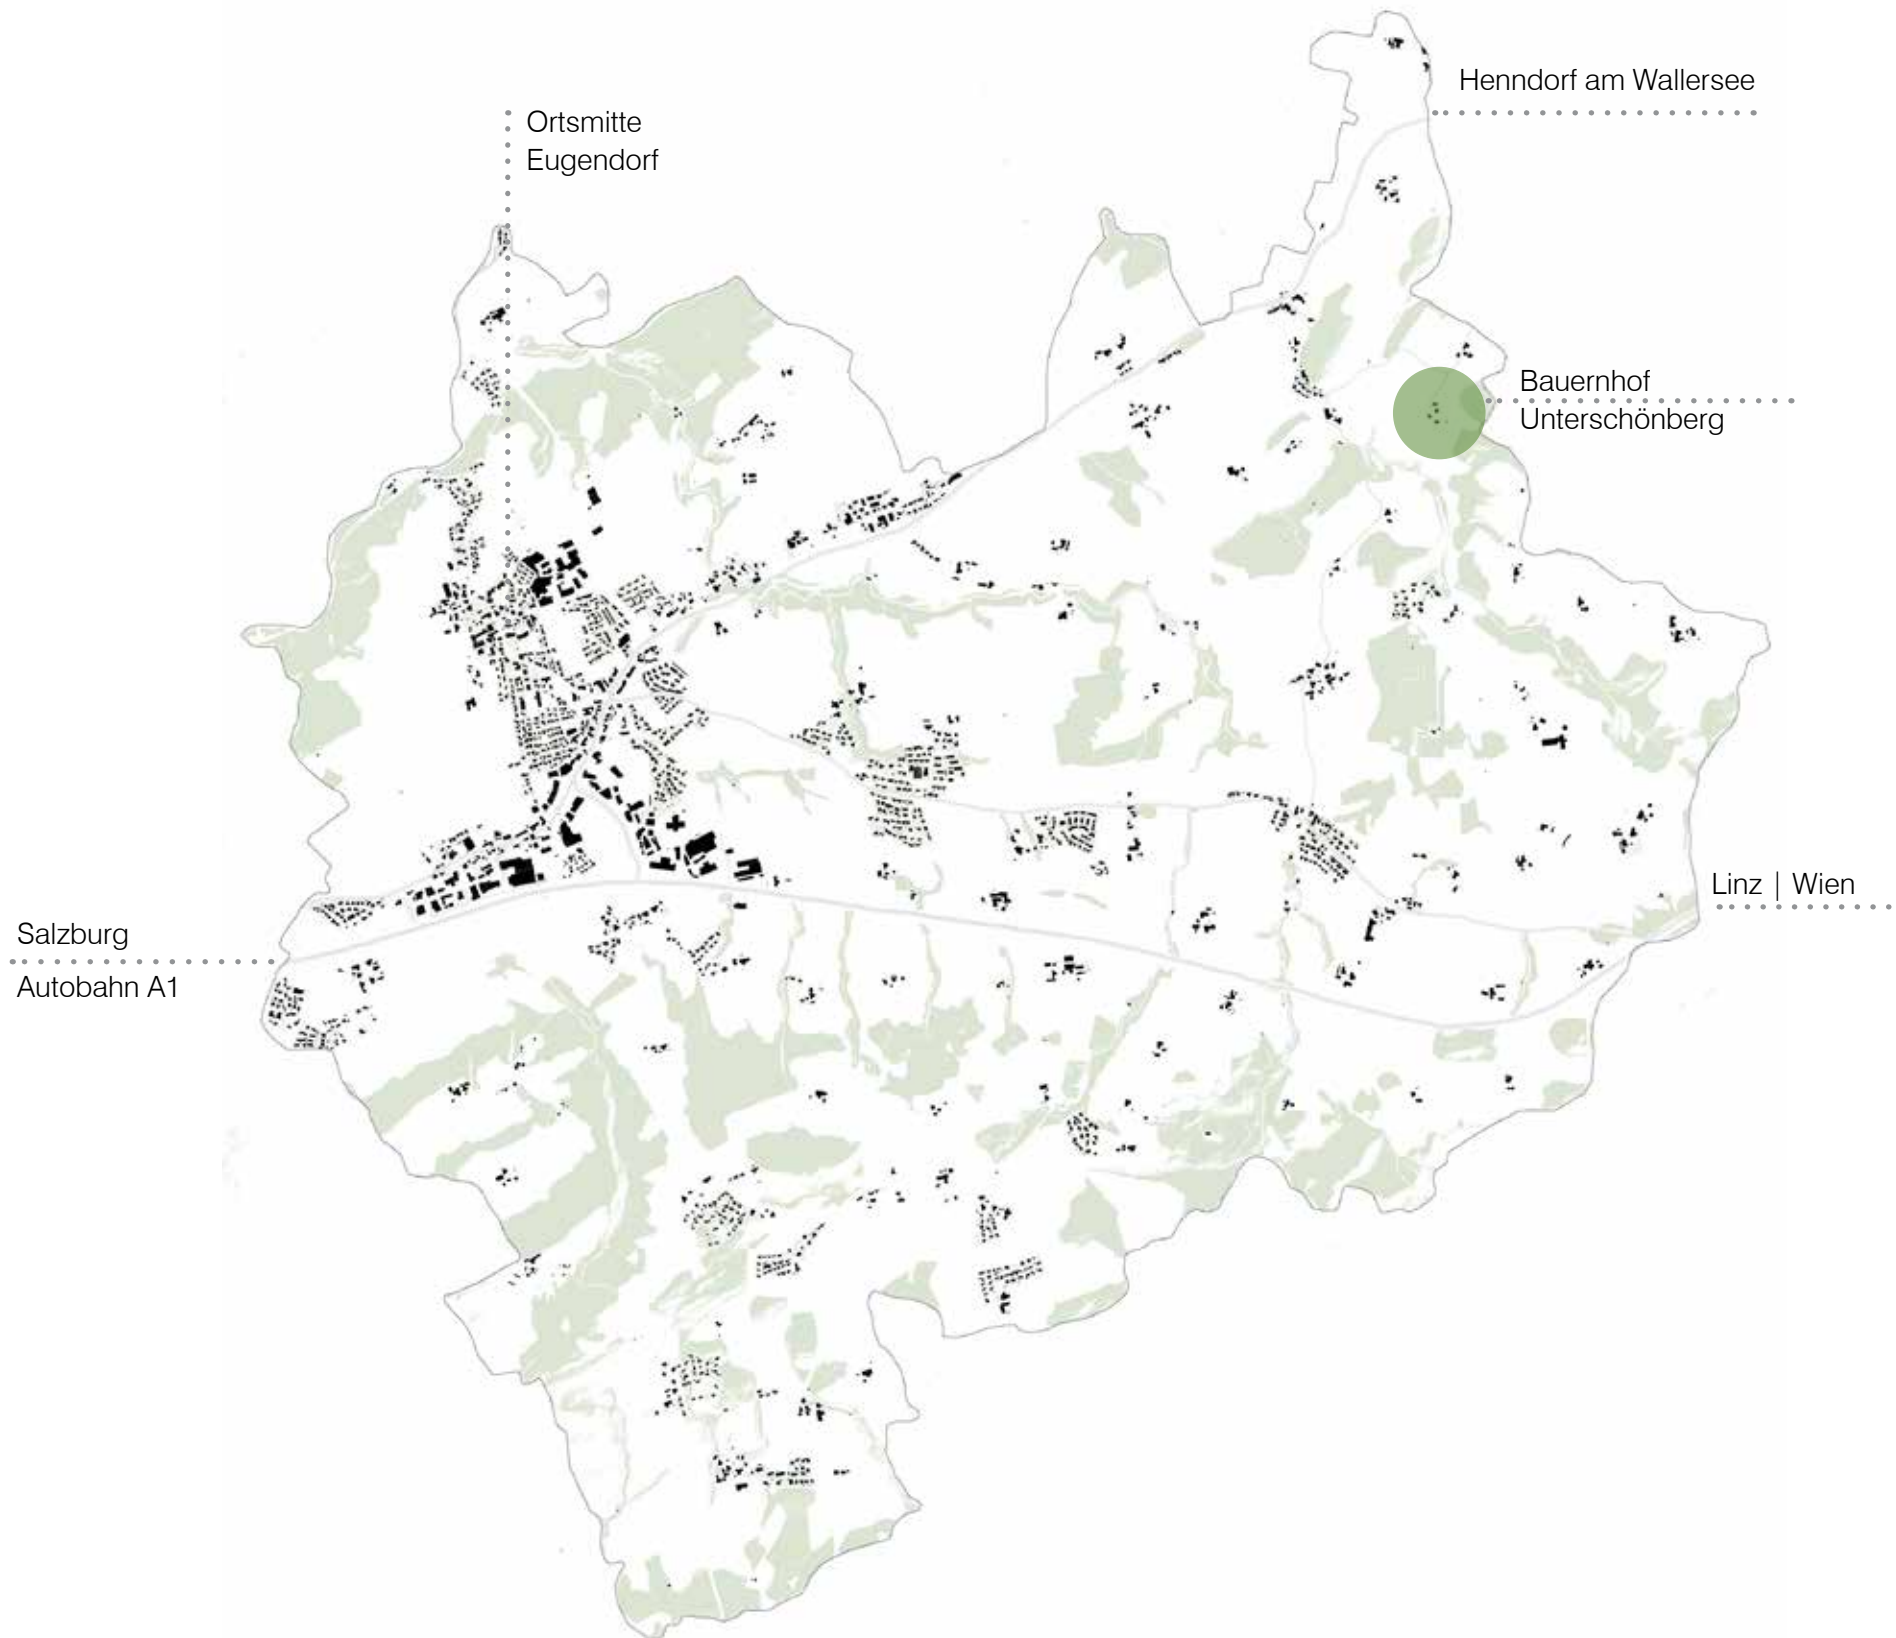 Henndorf am Wallersee
Ortsmitte
Eugendorf
Bauernhof
Unterschönberg
Linz | Wien
Salzburg
Autobahn A1